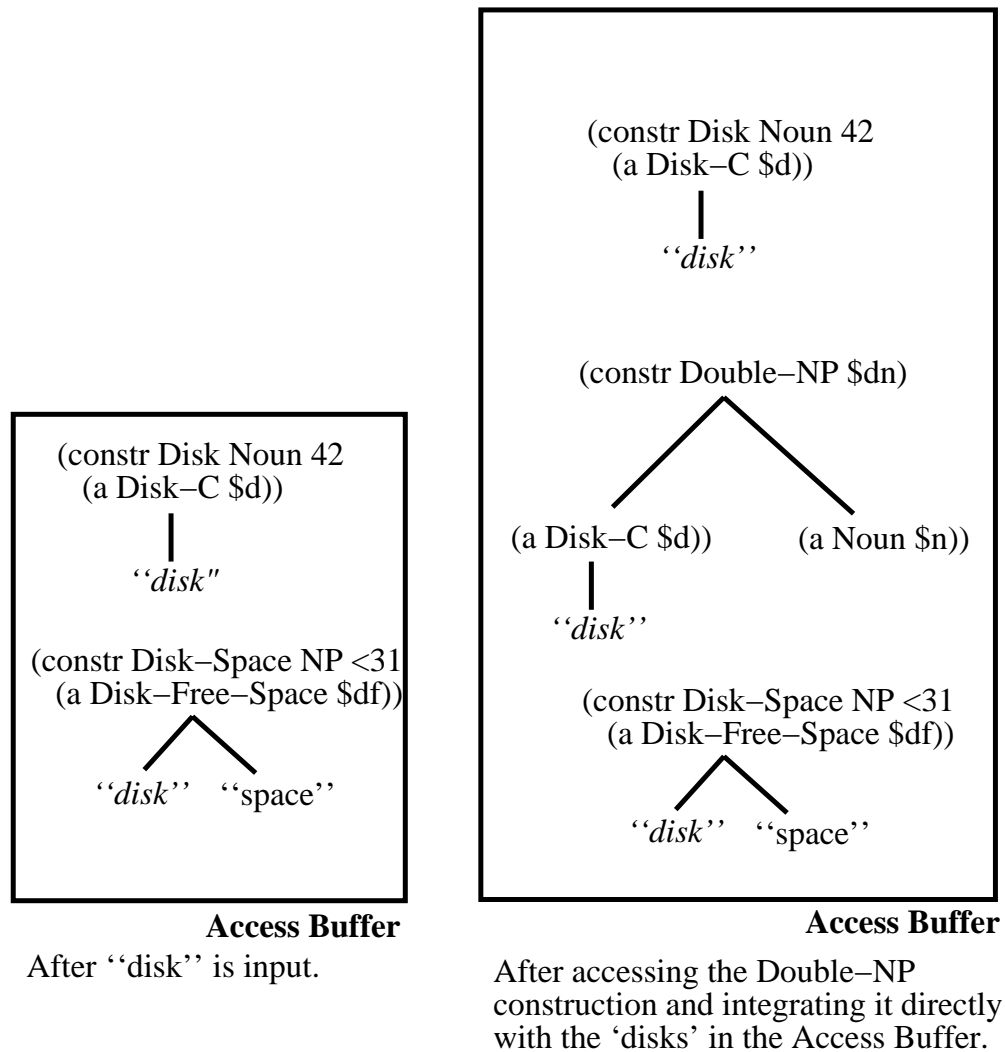 (constr Disk Noun 42
(a Disk−C $d))
‘‘disk"
(constr Disk−Space NP <31
(a Disk−Free−Space $df))
‘‘disk’’ ‘‘space’’
Access Buffer
After ‘‘disk’’ is input.
(constr Disk Noun 42
(a Disk−C $d))
‘‘disk’’
(constr Double−NP $dn)
(a Disk−C $d)) (a Noun $n))
‘‘disk’’
(constr Disk−Space NP <31
(a Disk−Free−Space $df))
‘‘disk’’ ‘‘space’’
Access Buffer
After accessing the Double−NP
construction and integrating it directly
with the ‘disks’ in the Access Buffer.